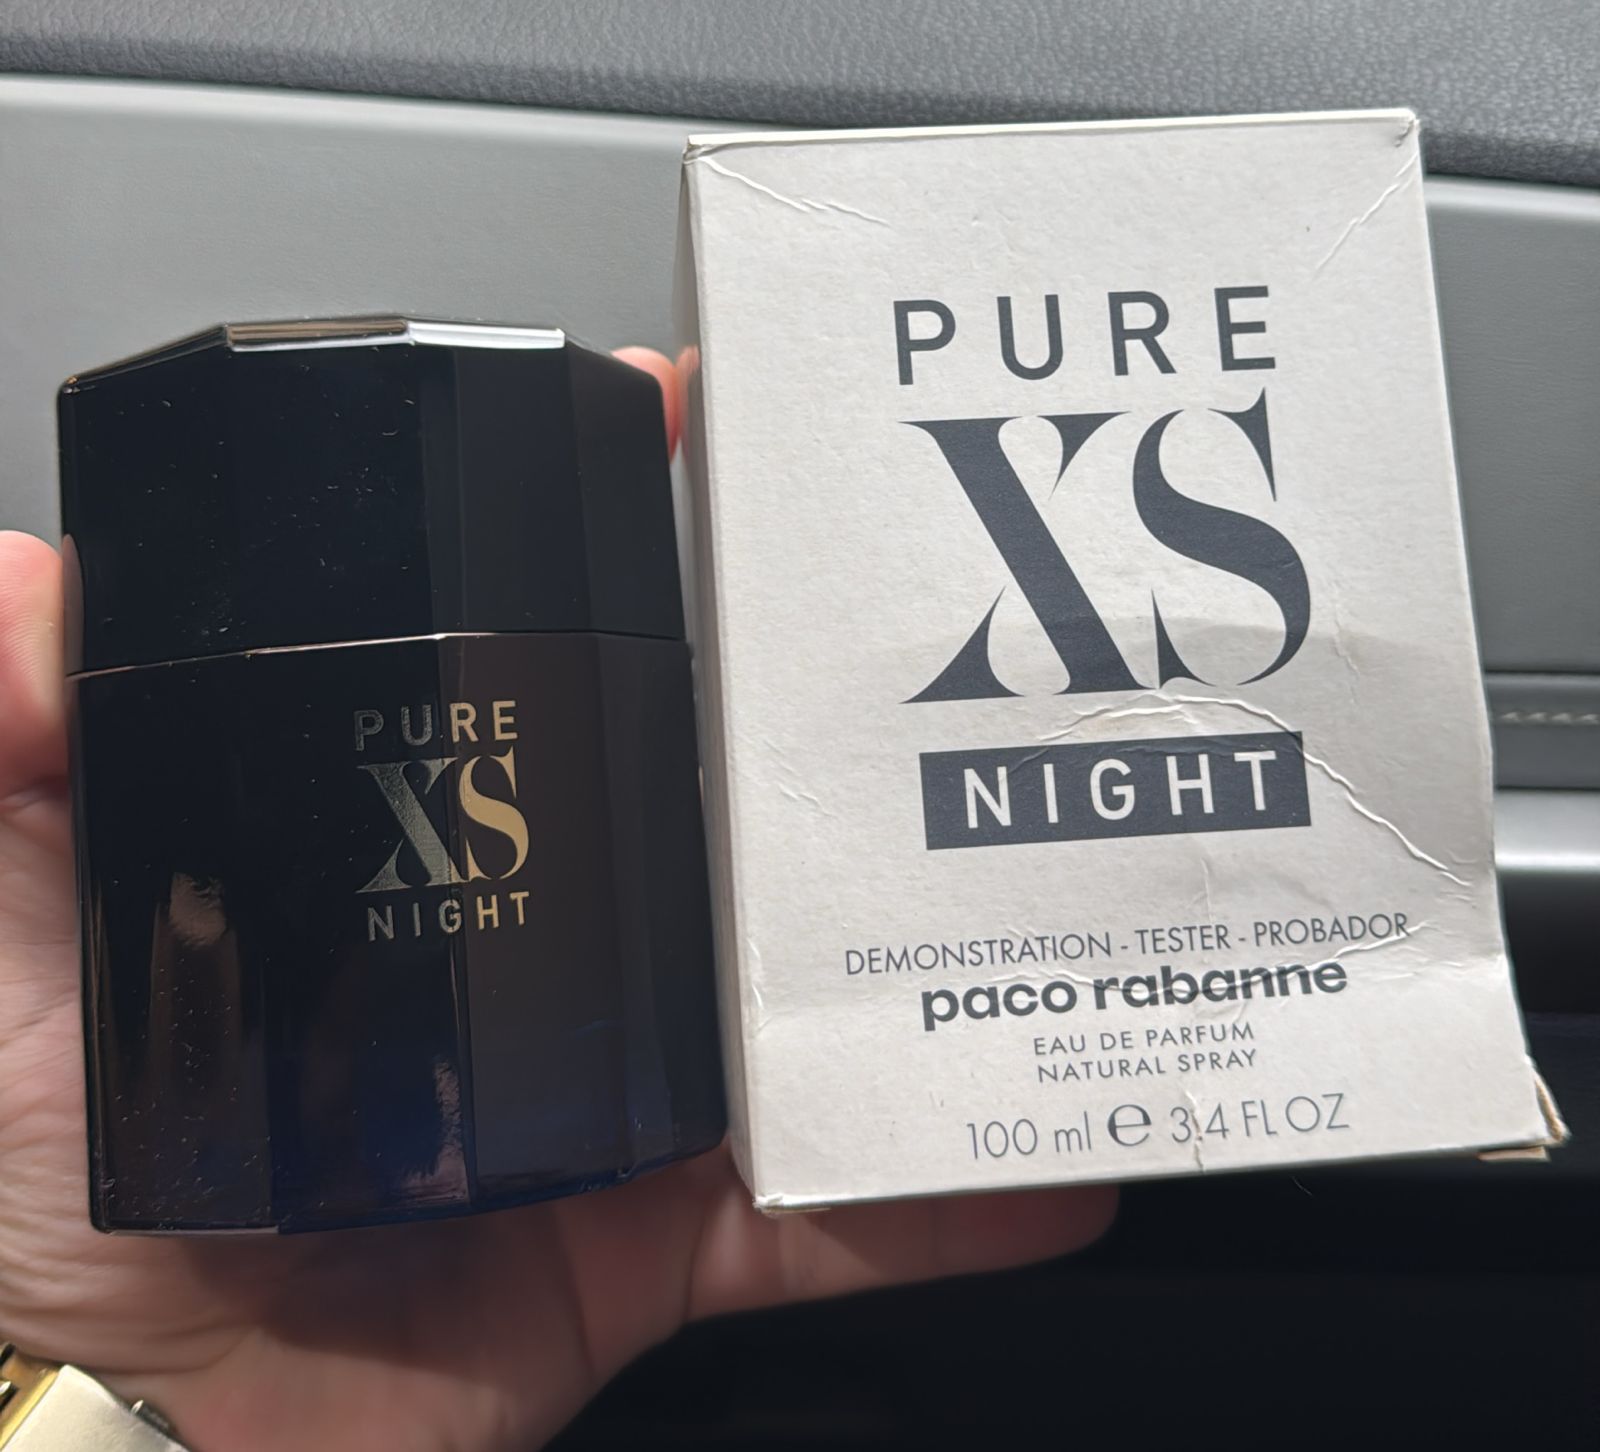 PURE
XS
NIGHT
PURE
XS
NIGHT
DEMONSTRATION - TESTER - PROBADOR
paco rabanne
EAU DE PARFUM
NATURAL SPRAY
100 ml e 3.4 FL OZ